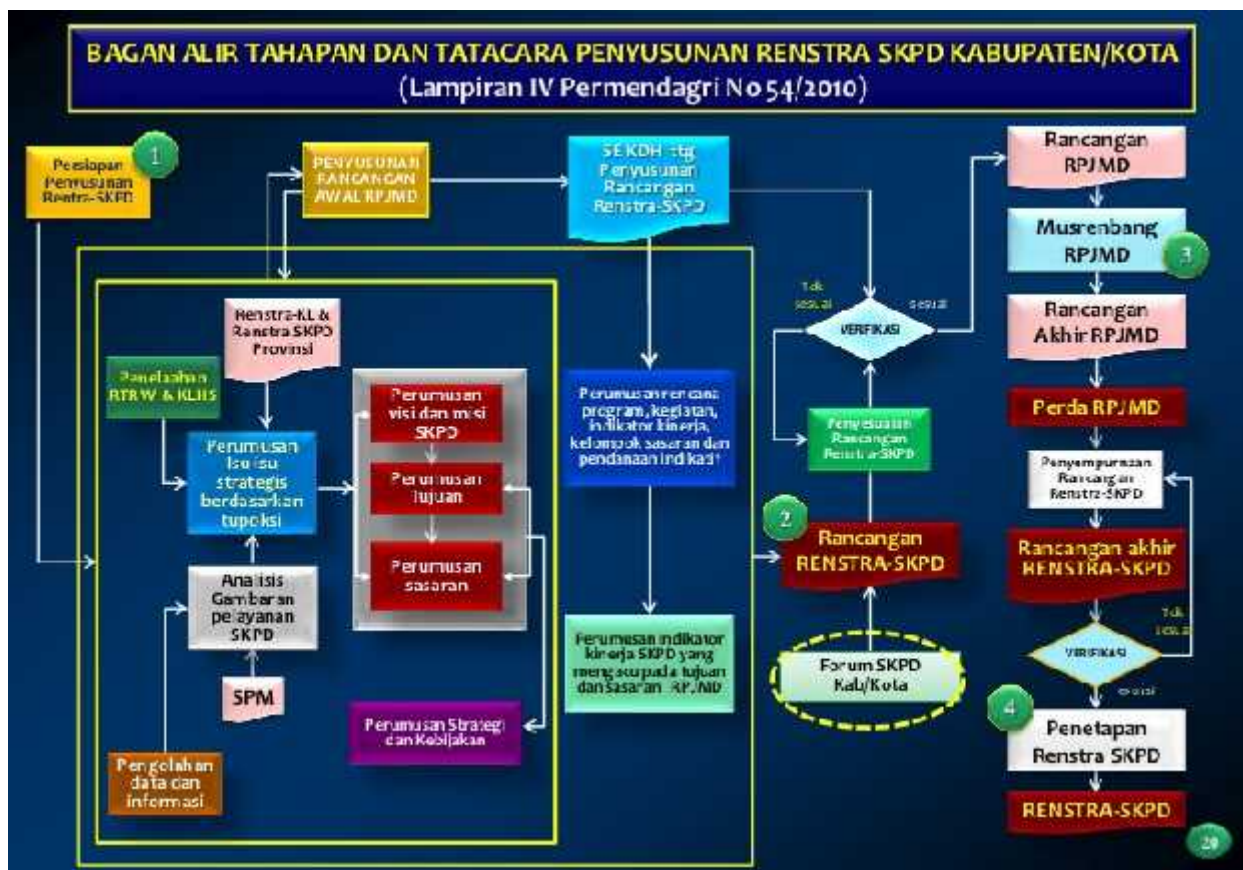 BAGAN ALIR TAHAPAN DAN TATACARA PENYUSUNAN RENSTRA SKPD KABUPATEN/KOTA
(Lampiran IV Permendagri No 54/2010)
1
Persiapan
Penyusunan
Rentra-SKPD
PENYUSUNAN
RANCANGAN
AWAL RPJMD
SE KDH ttg
Penyusunan
Rancangan
Renstra-SKPD
Rancangan
RPJMD
Musrenbang
RPJMD
3
Rancangan
Akhir RPJMD
Perda RPJMD
Penyempurnaan
Rancangan
Renstra-SKPD
Rancangan akhir
RENSTRA-SKPD
Tdk
sesuai
VERIFIKASI
sesuai
4
Penetapan
Renstra SKPD
RENSTRA-SKPD
Tdk
sesuai
sesuai
VERIFIKASI
Penyesuaian
Rancangan
Renstra-SKPD
2
Rancangan
RENSTRA-SKPD
Forum SKPD
Kab/Kota
Renstra-KL &
Renstra SKPD
Provinsi
Penelaahan
RTRW & KLHS
Perumusan
Isu-isu
strategis
berdasarkan
tupoksi
Analisis
Gambaran
pelayanan
SKPD
SPM
Pengolahan
data dan
informasi
Perumusan
visi dan misi
SKPD
Perumusan
tujuan
Perumusan
sasaran
Perumusan Strategi
dan Kebijakan
Perumusan rencana
program, kegiatan,
indikator kinerja,
kelompok sasaran dan
pendanaan indikatif
Perumusan indikator
kinerja SKPD yang
mengacu pada tujuan
dan sasaran RPJMD
20